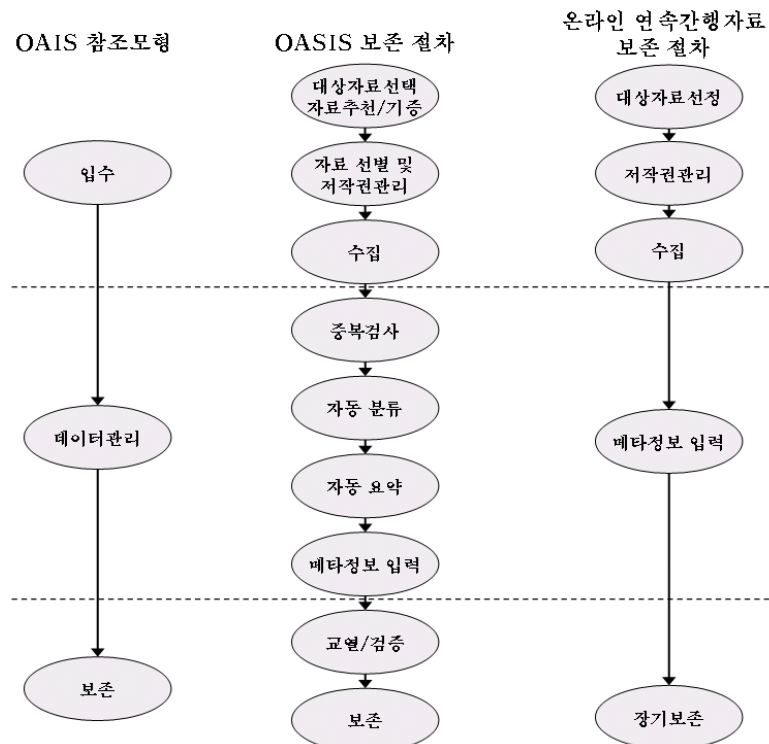 OAIS 참조모형
OASIS 보존 절차
온라인 연속간행자료
보존 절차
입수
데이터관리
보존
대상자료선택
자료추천/기증
자료 선별 및
저작권관리
수집
중복검사
자동 분류
자동 요약
메타정보 입력
교열/검증
보존
대상자료선정
저작권관리
수집
메타정보 입력
장기보존